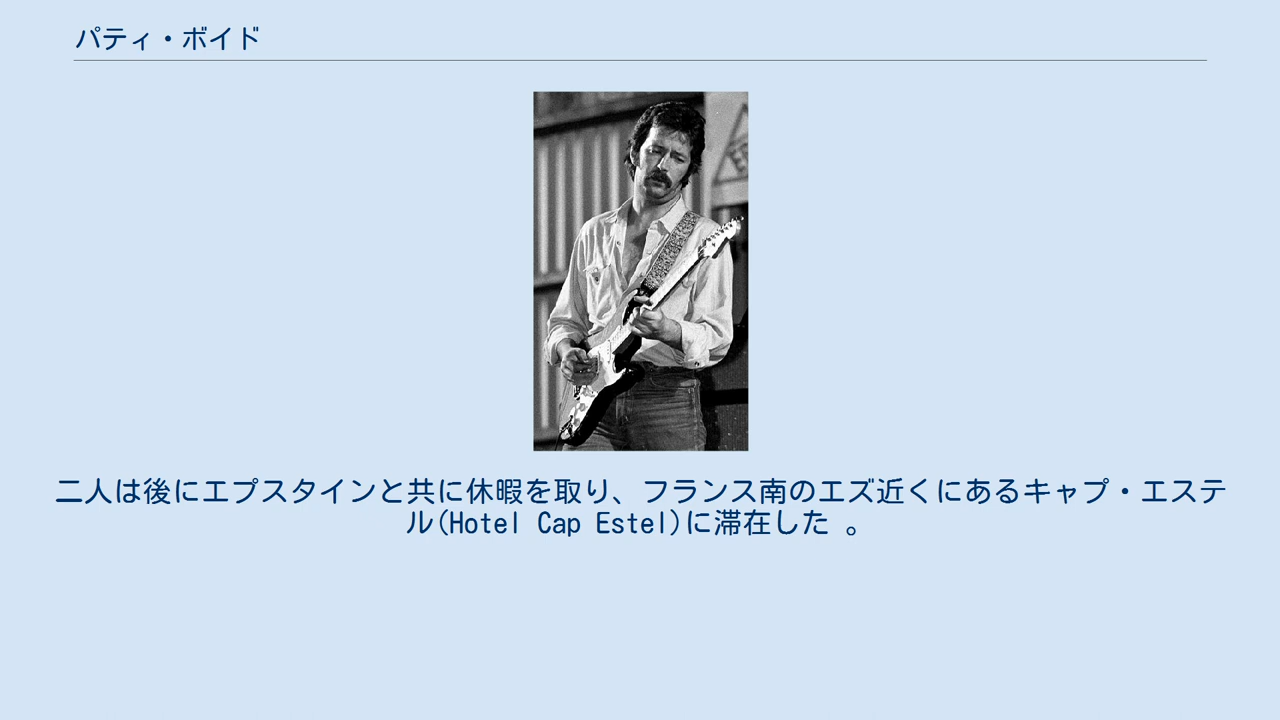 パティ・ボイド
二人は後にエプスタインと共に休暇を取り、フランス南のエズ近くにあるキャプ・エステ
ル(Hotel Cap Estel)に滞在した 。